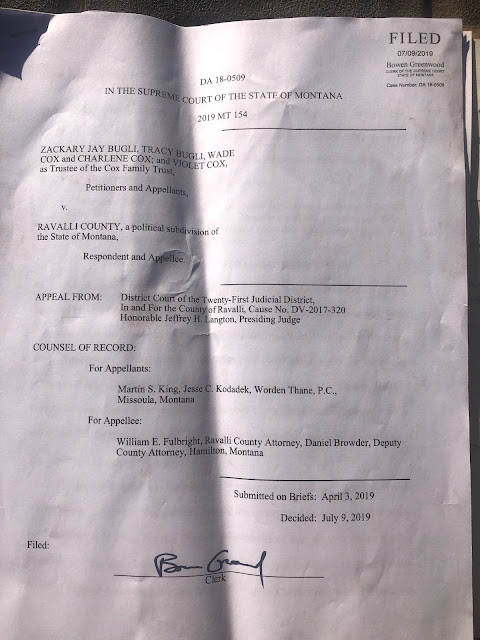 FILED
07/09/2019
Bowen Greenwood
CLERK OF THE SUPREME COURT
STATE OF MONTANA
Case Number: DA 18-0509
DA 18-0509
IN THE SUPREME COURT OF THE STATE OF MONTANA
2019 MT 154
ZACKARY JAY BUGLI, TRACY BUGLI, WADE
COX and CHARLENE COX; and VIOLET COX,
as Trustee of the Cox Family Trust,
Petitioners and Appellants,
v.
RAVALLI COUNTY, a political subdivision of
the State of Montana,
Respondent and Appellee.
APPEAL FROM: District Court of the Twenty-First Judicial District,
In and For the County of Ravalli, Cause No. DV-2017-320
Honorable Jeffrey H. Langton, Presiding Judge
COUNSEL OF RECORD:
For Appellants:
Martin S. King, Jesse C. Kodadek, Worden Thane, P.C.,
Missoula, Montana
For Appellee:
William E. Fulbright, Ravalli County Attorney, Daniel Browder, Deputy
County Attorney, Hamilton, Montana
Submitted on Briefs: April 3, 2019
Decided: July 9, 2019
Filed:
Clerk